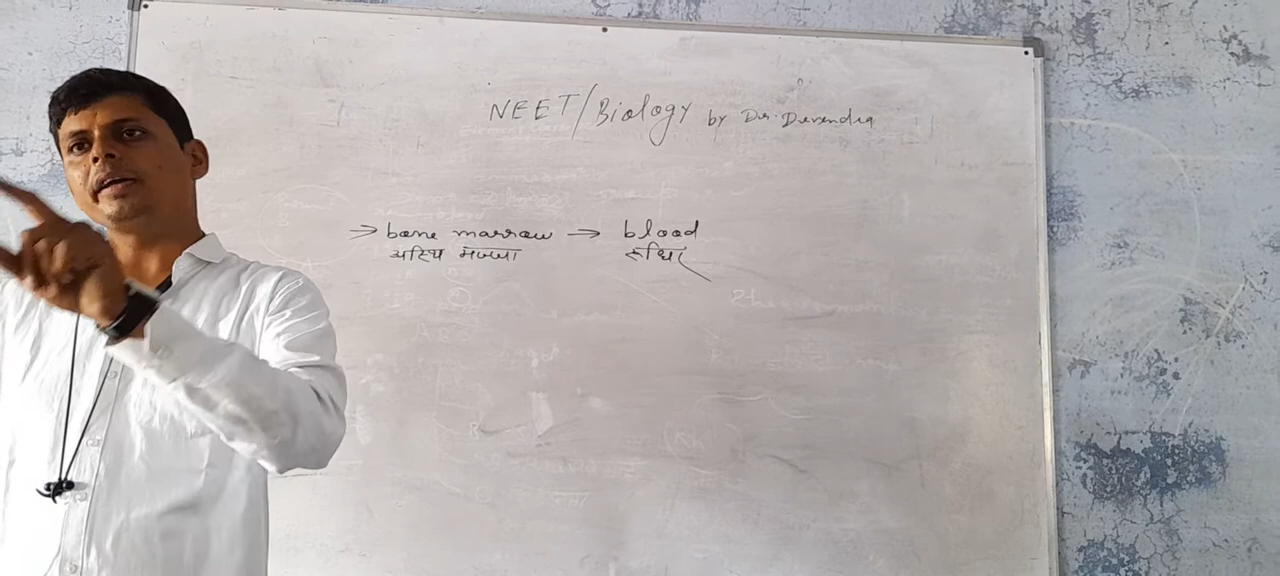 NEET/Biology by Dr. Devendra
→ bone marrow → blood
अस्थि मज्जा रुधिर